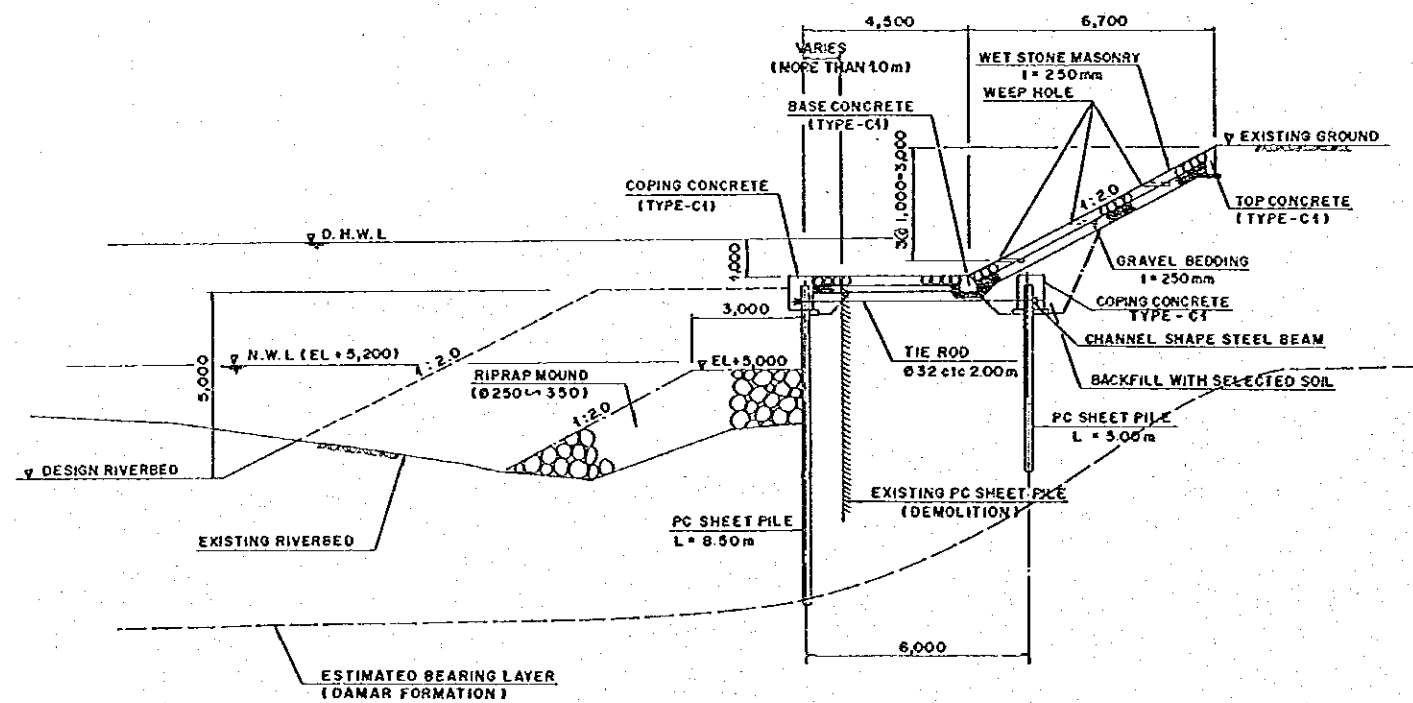 4,500
6,700
VARIES
(MORE THAN 1.0m)
WET STONE MASONRY
t = 250mm
WEEP HOLE
BASE CONCRETE
(TYPE-C1)
EXISTING GROUND
COPING CONCRETE
(TYPE-C1)
3@1,000=3,000
1:2.0
TOP CONCRETE
(TYPE-C1)
D.H.W.L
1,000
GRAVEL BEDDING
t = 250mm
COPING CONCRETE
TYPE - C1
3,000
CHANNEL SHAPE STEEL BEAM
N.W.L (EL + 5,200)
1:2.0
EL+5,000
TIE ROD
Ø32 ctc 2.00m
5,000
RIPRAP MOUND
(Ø250~350)
BACKFILL WITH SELECTED SOIL
1:2.0
PC SHEET PILE
L = 5.00m
DESIGN RIVERBED
EXISTING PC SHEET PILE
(DEMOLITION)
PC SHEET PILE
L = 8.50m
EXISTING RIVERBED
6,000
ESTIMATED BEARING LAYER
(DAMAR FORMATION)